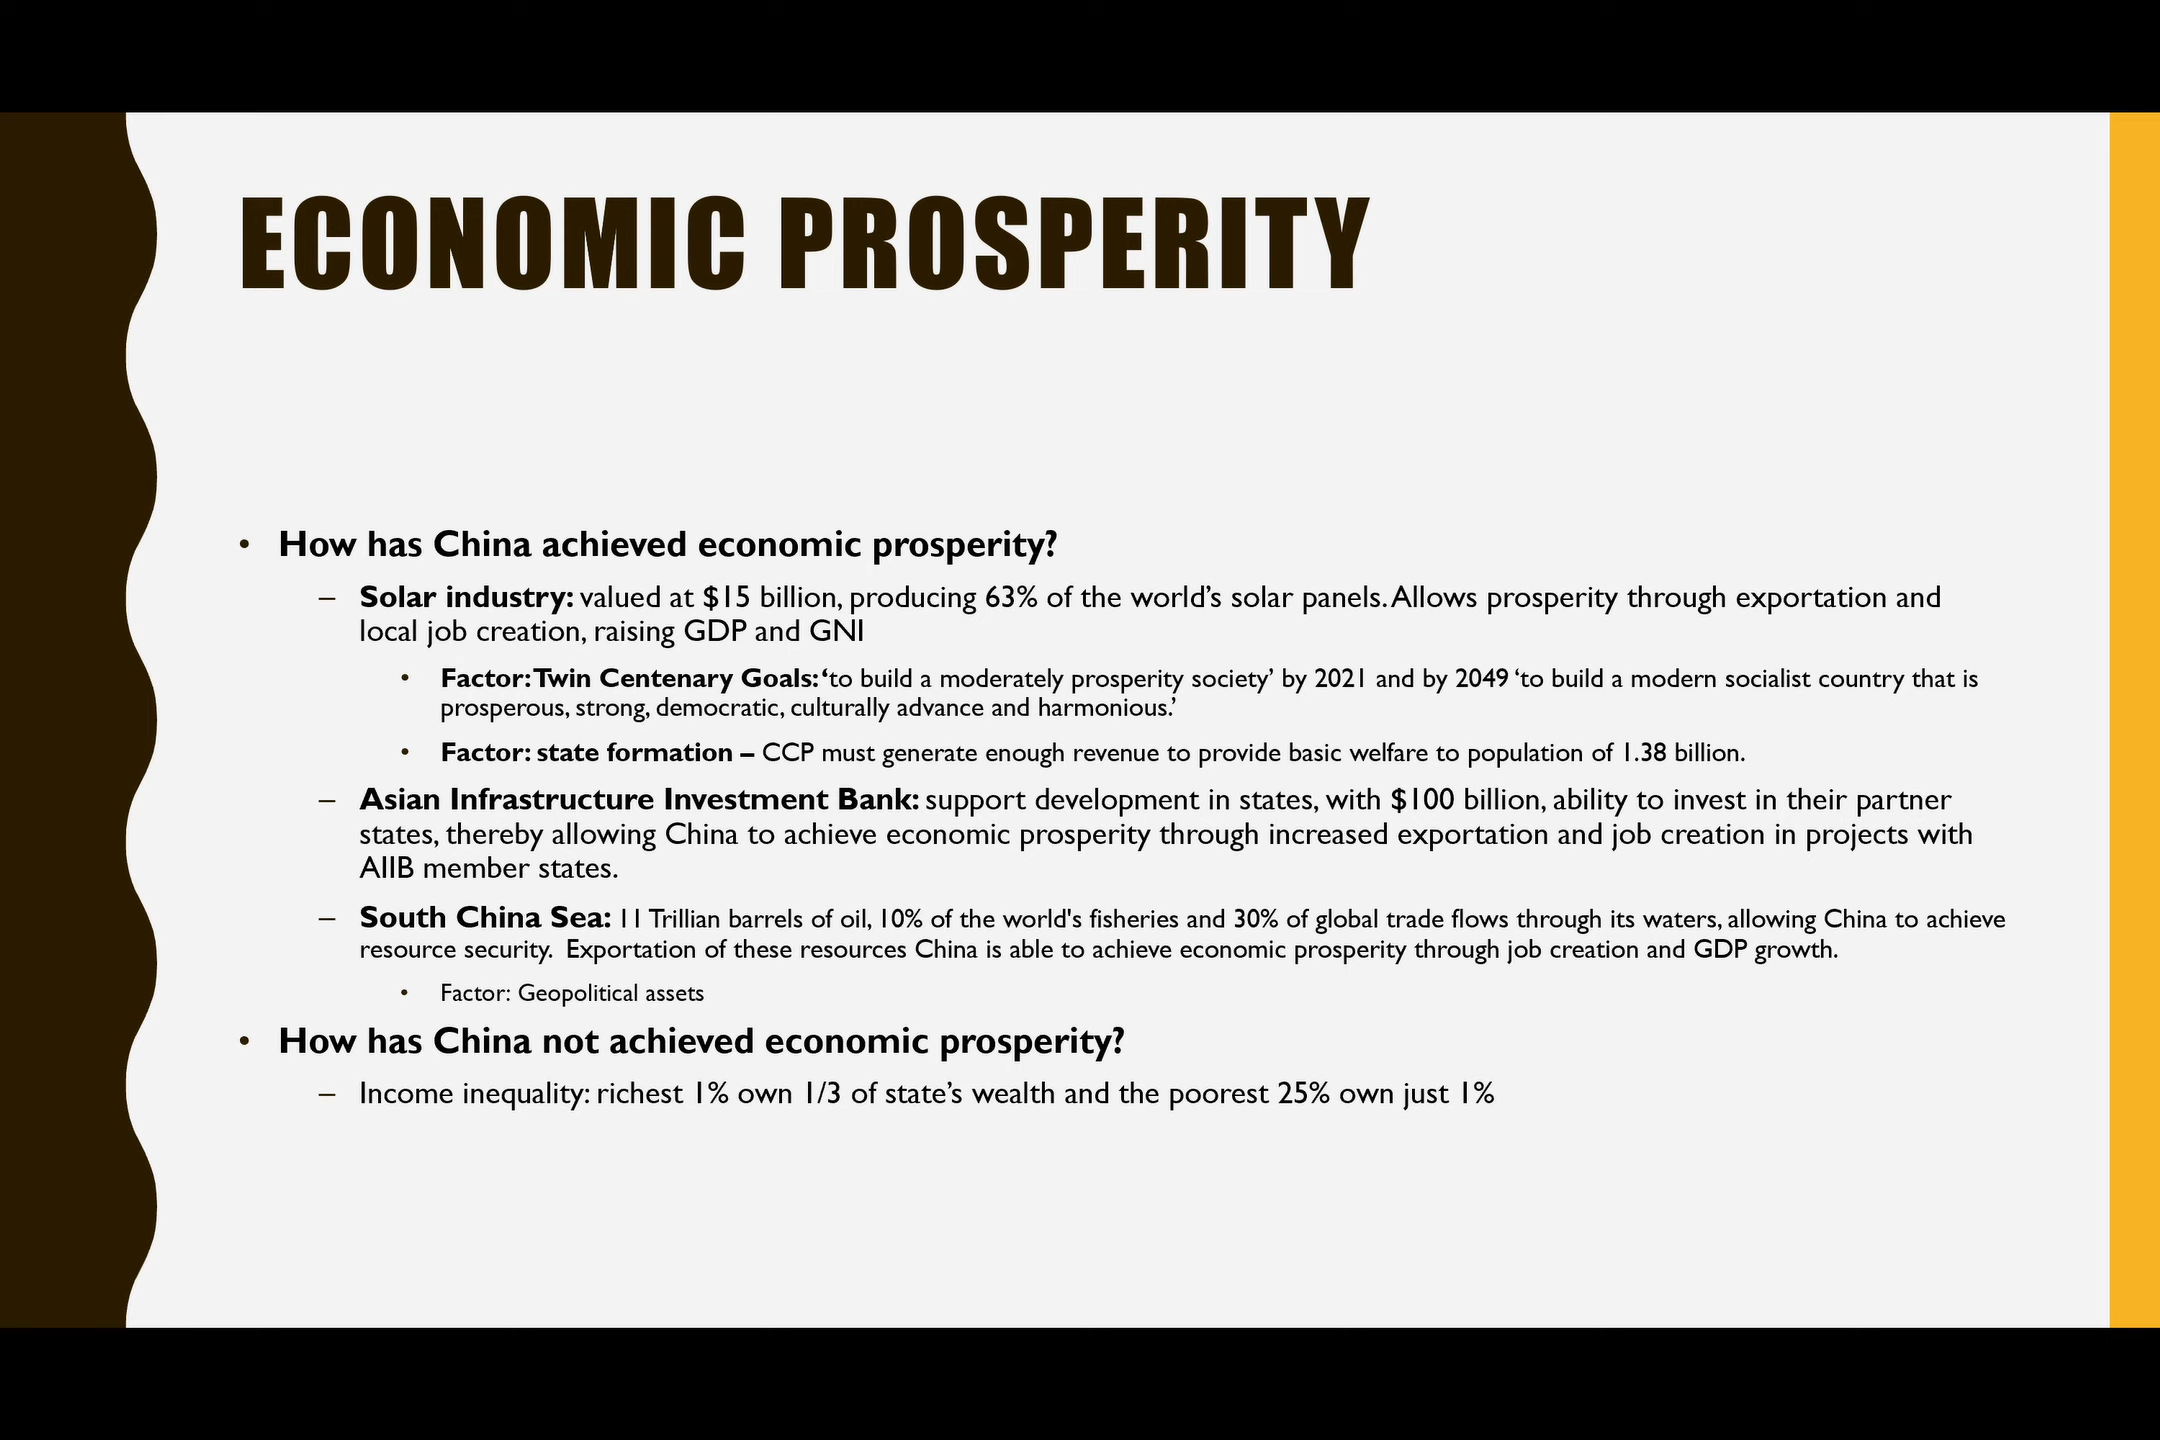 ECONOMIC PROSPERITY
• How has China achieved economic prosperity?
– Solar industry: valued at $15 billion, producing 63% of the world’s solar panels. Allows prosperity through exportation and
local job creation, raising GDP and GNI
• Factor: Twin Centenary Goals: ‘to build a moderately prosperity society’ by 2021 and by 2049 ‘to build a modern socialist country that is
prosperous, strong, democratic, culturally advance and harmonious.’
• Factor: state formation – CCP must generate enough revenue to provide basic welfare to population of 1.38 billion.
– Asian Infrastructure Investment Bank: support development in states, with $100 billion, ability to invest in their partner
states, thereby allowing China to achieve economic prosperity through increased exportation and job creation in projects with
AIIB member states.
– South China Sea: 11 Trillian barrels of oil, 10% of the world's fisheries and 30% of global trade flows through its waters, allowing China to achieve
resource security. Exportation of these resources China is able to achieve economic prosperity through job creation and GDP growth.
• Factor: Geopolitical assets
• How has China not achieved economic prosperity?
– Income inequality: richest 1% own 1/3 of state’s wealth and the poorest 25% own just 1%